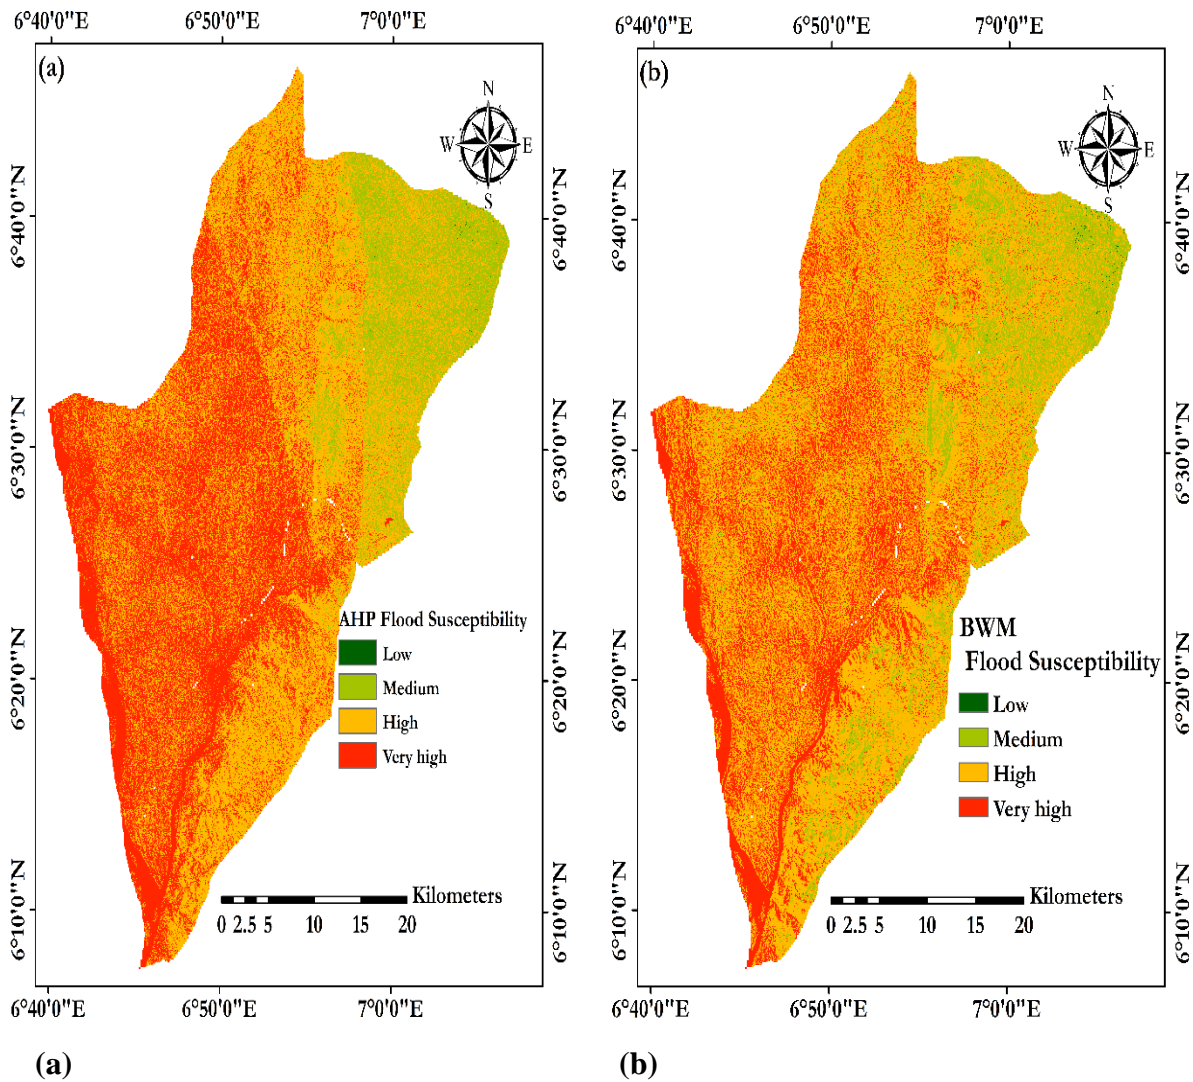 6°40'0"E 6°50'0"E 7°0'0"E
(a)
N
W E
S
6°40'0"N
6°30'0"N
6°20'0"N
6°10'0"N
6°40'0"N
6°30'0"N
6°20'0"N
6°10'0"N
AHP Flood Susceptibility
Low
Medium
High
Very high
Kilometers
0 2.5 5 10 15 20
6°40'0"E 6°50'0"E 7°0'0"E
(a)
6°40'0"E 6°50'0"E 7°0'0"E
(b)
N
W E
S
6°40'0"N
6°30'0"N
6°20'0"N
6°10'0"N
6°40'0"N
6°30'0"N
6°20'0"N
6°10'0"N
BWM
Flood Susceptibility
Low
Medium
High
Very high
Kilometers
0 2.5 5 10 15 20
6°40'0"E 6°50'0"E 7°0'0"E
(b)